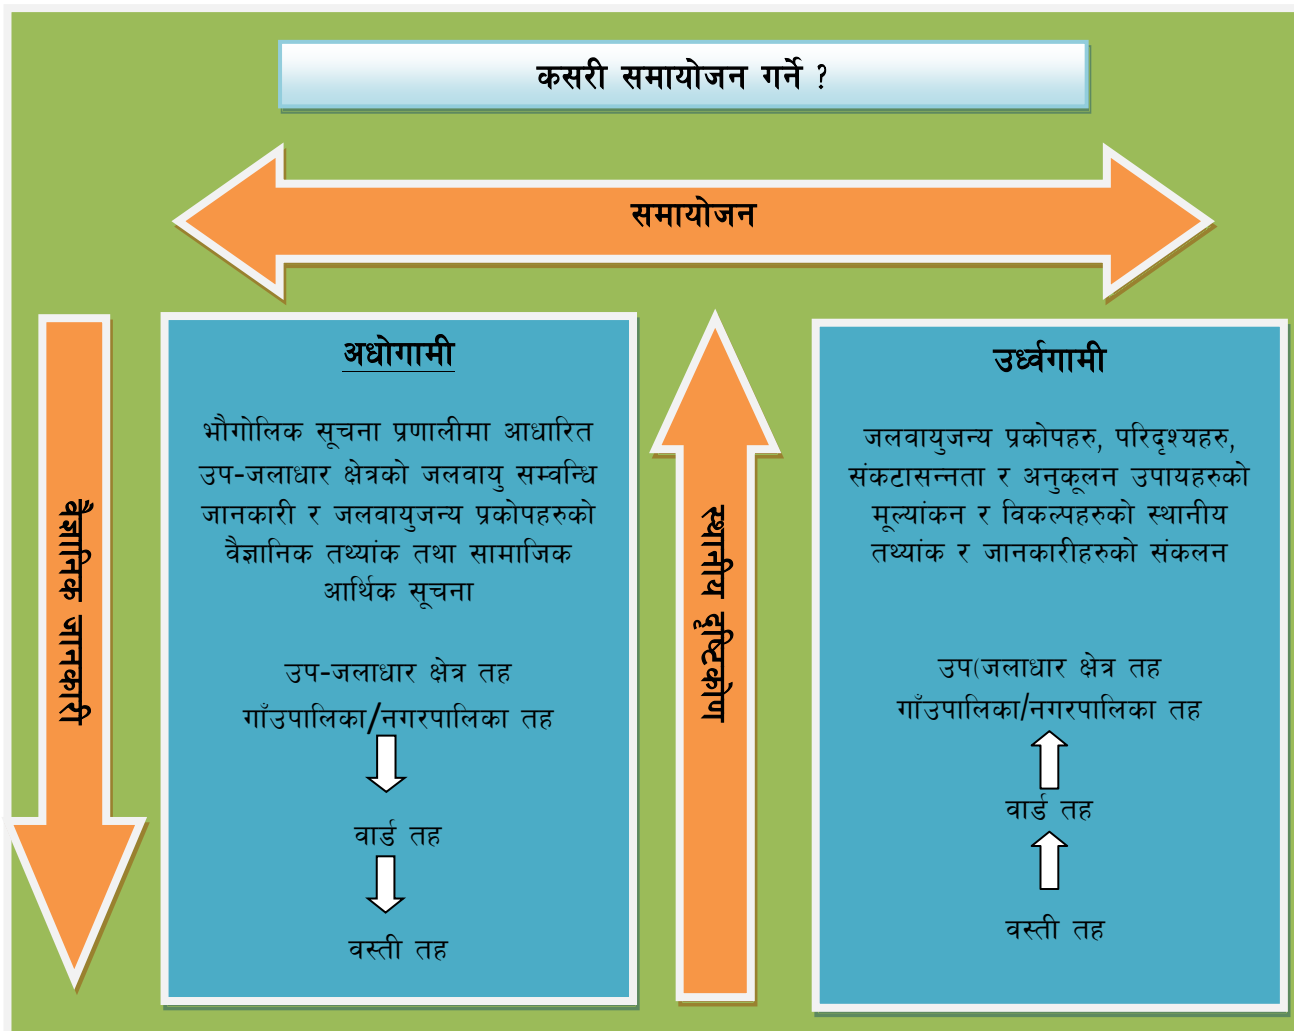 कसरी समायोजन गर्ने ?
समायोजन
वैज्ञानिक जानकारी
अधोगामी
भौगोलिक सूचना प्रणालीमा आधारित
उप-जलाधार क्षेत्रको जलवायु सम्वन्धि
जानकारी र जलवायुजन्य प्रकोपहरुको
वैज्ञानिक तथ्यांक तथा सामाजिक
आर्थिक सूचना
उप-जलाधार क्षेत्र तह
गाँउपालिका/नगरपालिका तह
वार्ड तह
वस्ती तह
स्थानीय दृष्टिकोण
उर्ध्वगामी
जलवायुजन्य प्रकोपहरु, परिदृश्यहरु,
संकटासन्नता र अनुकूलन उपायहरुको
मूल्यांकन र विकल्पहरुको स्थानीय
तथ्यांक र जानकारीहरुको संकलन
उप(जलाधार क्षेत्र तह
गाँउपालिका/नगरपालिका तह
वार्ड तह
वस्ती तह